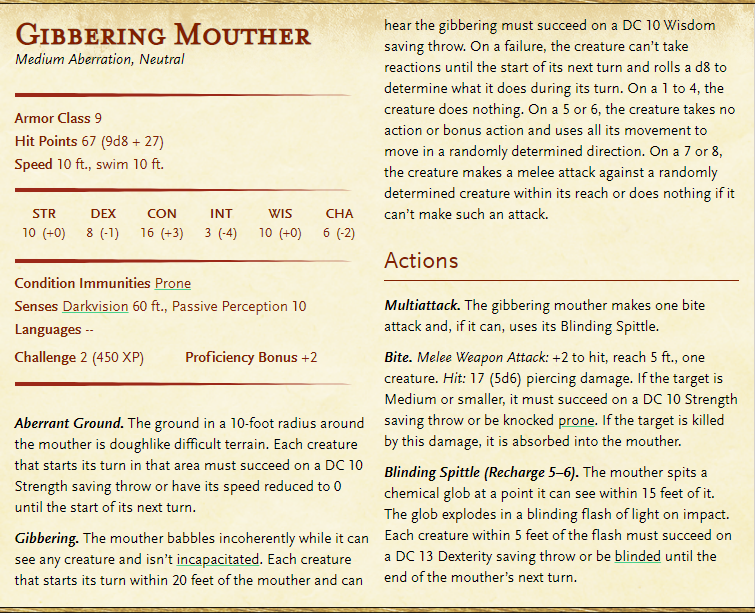 Gibbering Mouther
Medium Aberration, Neutral
Armor Class 9
Hit Points 67 (9d8 + 27)
Speed 10 ft., swim 10 ft.
STR DEX CON INT WIS CHA
10 (+0) 8 (-1) 16 (+3) 3 (-4) 10 (+0) 6 (-2)
Condition Immunities Prone
Senses Darkvision 60 ft., Passive Perception 10
Languages --
Challenge 2 (450 XP) Proficiency Bonus +2
Aberrant Ground. The ground in a 10-foot radius around
the mouther is doughlike difficult terrain. Each creature
that starts its turn in that area must succeed on a DC 10
Strength saving throw or have its speed reduced to 0
until the start of its next turn.
Gibbering. The mouther babbles incoherently while it can
see any creature and isn't incapacitated. Each creature
that starts its turn within 20 feet of the mouther and can
hear the gibbering must succeed on a DC 10 Wisdom
saving throw. On a failure, the creature can't take
reactions until the start of its next turn and rolls a d8 to
determine what it does during its turn. On a 1 to 4, the
creature does nothing. On a 5 or 6, the creature takes no
action or bonus action and uses all its movement to
move in a randomly determined direction. On a 7 or 8,
the creature makes a melee attack against a randomly
determined creature within its reach or does nothing if it
can't make such an attack.
Actions
Multiattack. The gibbering mouther makes one bite
attack and, if it can, uses its Blinding Spittle.
Bite. Melee Weapon Attack: +2 to hit, reach 5 ft., one
creature. Hit: 17 (5d6) piercing damage. If the target is
Medium or smaller, it must succeed on a DC 10 Strength
saving throw or be knocked prone. If the target is killed
by this damage, it is absorbed into the mouther.
Blinding Spittle (Recharge 5–6). The mouther spits a
chemical glob at a point it can see within 15 feet of it.
The glob explodes in a blinding flash of light on impact.
Each creature within 5 feet of the flash must succeed on
a DC 13 Dexterity saving throw or be blinded until the
end of the mouther's next turn.